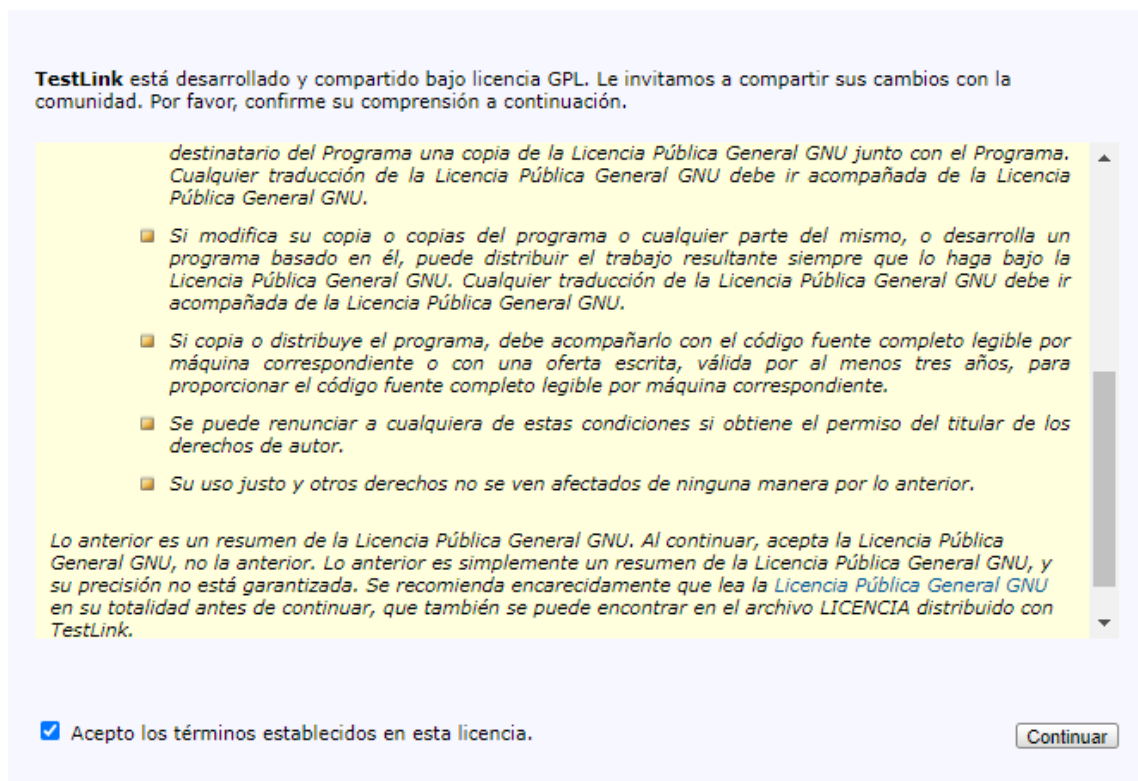 TestLink está desarrollado y compartido bajo licencia GPL. Le invitamos a compartir sus cambios con la
comunidad. Por favor, confirme su comprensión a continuación.
destinatario del Programa una copia de la Licencia Pública General GNU junto con el Programa.
Cualquier traducción de la Licencia Pública General GNU debe ir acompañada de la Licencia
Pública General GNU.
Si modifica su copia o copias del programa o cualquier parte del mismo, o desarrolla un
programa basado en él, puede distribuir el trabajo resultante siempre que lo haga bajo la
Licencia Pública General GNU. Cualquier traducción de la Licencia Pública General GNU debe ir
acompañada de la Licencia Pública General GNU.
Si copia o distribuye el programa, debe acompañarlo con el código fuente completo legible por
máquina correspondiente o con una oferta escrita, válida por al menos tres años, para
proporcionar el código fuente completo legible por máquina correspondiente.
Se puede renunciar a cualquiera de estas condiciones si obtiene el permiso del titular de los
derechos de autor.
Su uso justo y otros derechos no se ven afectados de ninguna manera por lo anterior.
Lo anterior es un resumen de la Licencia Pública General GNU. Al continuar, acepta la Licencia Pública
General GNU, no la anterior. Lo anterior es simplemente un resumen de la Licencia Pública General GNU, y
su precisión no está garantizada. Se recomienda encarecidamente que lea la Licencia Pública General GNU
en su totalidad antes de continuar, que también se puede encontrar en el archivo LICENCIA distribuido con
TestLink.
Acepto los términos establecidos en esta licencia.
Continuar